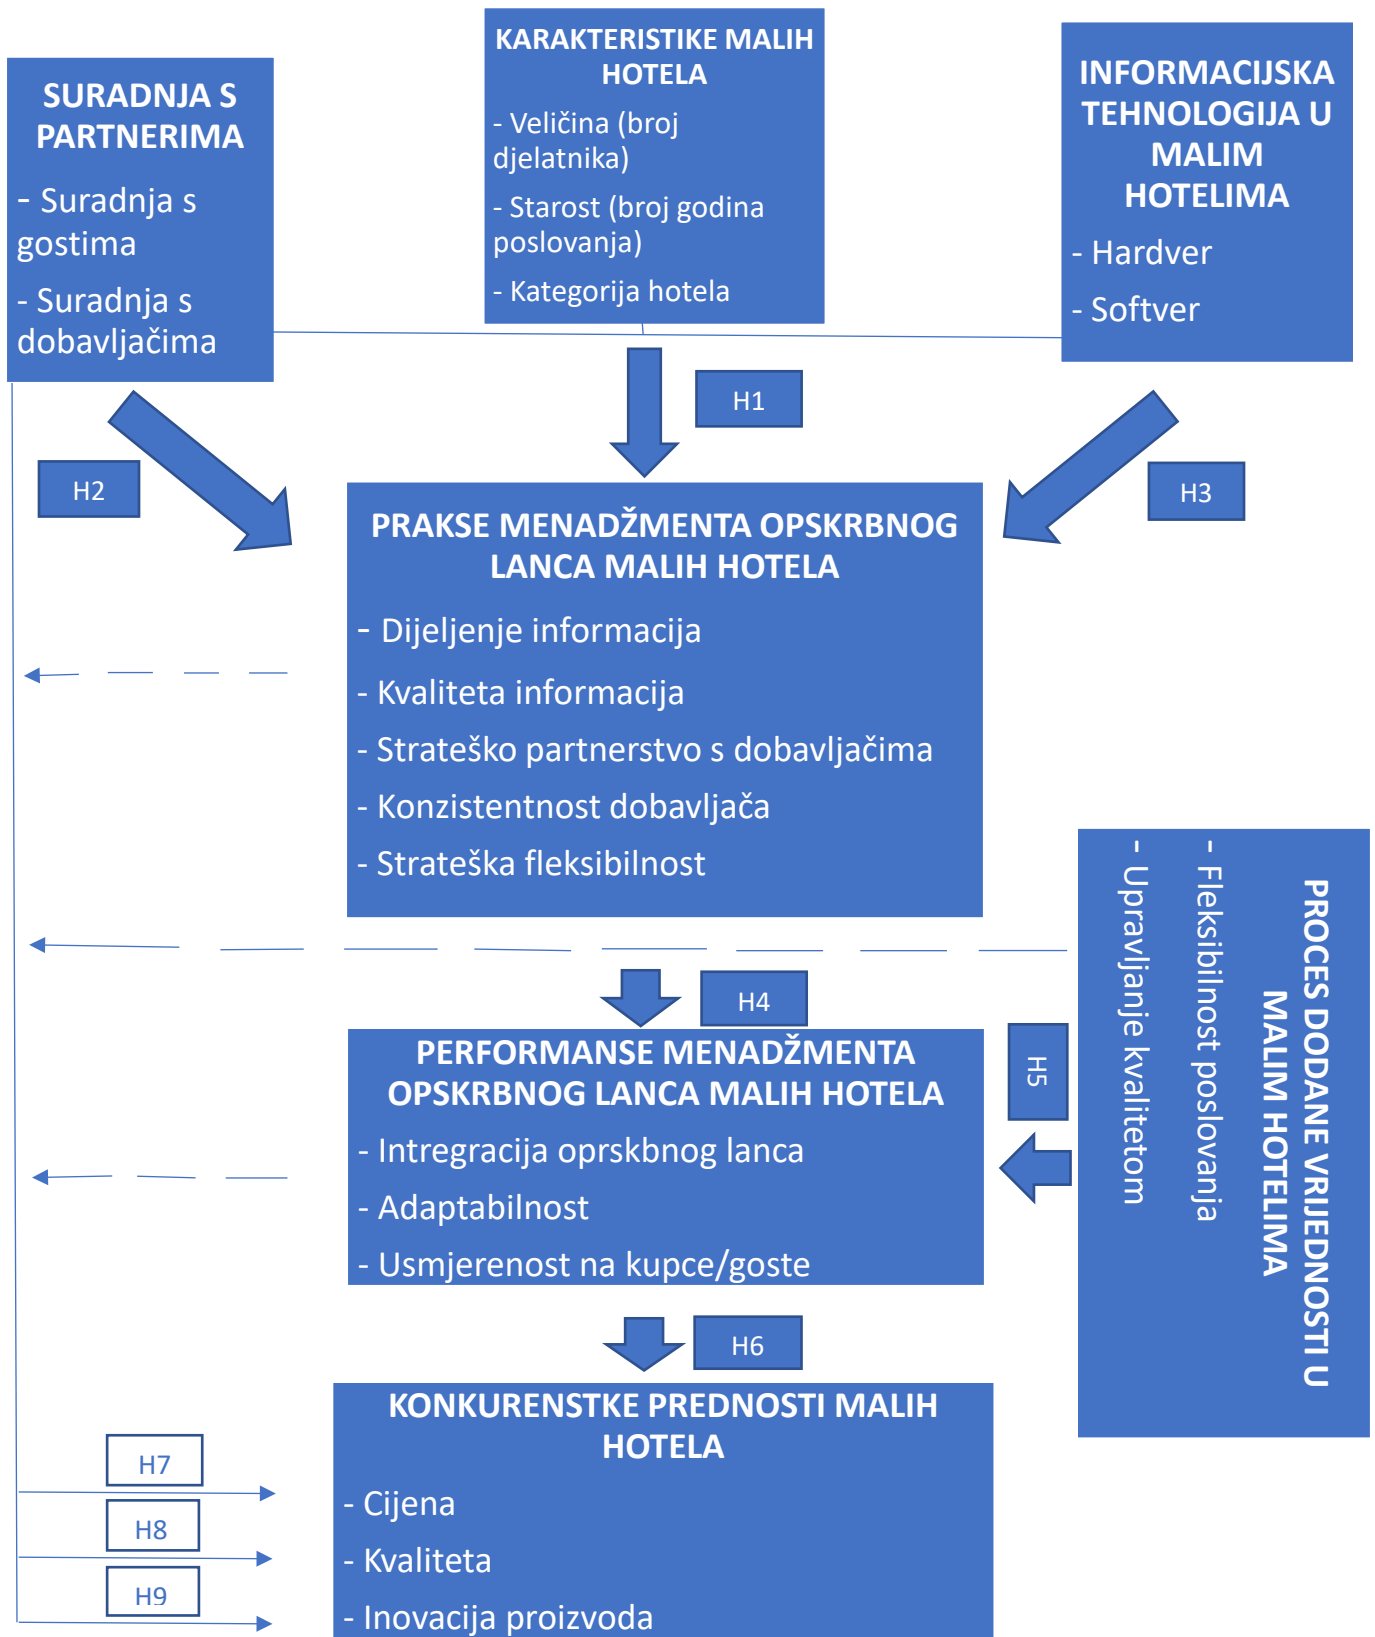 SURADNJA S
PARTNERIMA
- Suradnja s
gostima
- Suradnja s
dobavljačima
KARAKTERISTIKE MALIH
HOTELA
- Veličina (broj
djelatnika)
- Starost (broj godina
poslovanja)
- Kategorija hotela
INFORMACIJSKA
TEHNOLOGIJA U
MALIM
HOTELIMA
- Hardver
- Softver
H1
H2
H3
PRAKSE MENADŽMENTA OPSKRBNOG
LANCA MALIH HOTELA
- Dijeljenje informacija
- Kvaliteta informacija
- Strateško partnerstvo s dobavljačima
- Konzistentnost dobavljača
- Strateška fleksibilnost
PROCES DODANE VRIJEDNOSTI U
MALIM HOTELIMA
- Fleksibilnost poslovanja
- Upravljanje kvalitetom
H4
H5
PERFORMANSE MENADŽMENTA
OPSKRBNOG LANCA MALIH HOTELA
- Intregracija oprskbnog lanca
- Adaptabilnost
- Usmjerenost na kupce/goste
H6
KONKURENSTKE PREDNOSTI MALIH
HOTELA
- Cijena
- Kvaliteta
- Inovacija proizvoda
H7
H8
H9